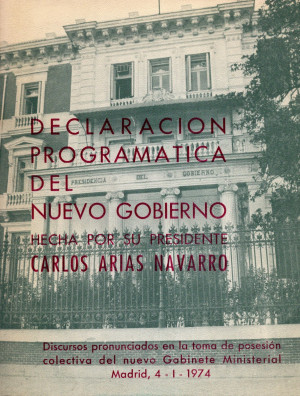 DECLARACION
PROGRAMATICA
DEL
PRESIDENCIA DEL GOBIERNO
NUEVO GOBIERNO
HECHA POR SU PRESIDENTE
CARLOS ARIAS NAVARRO
Discursos pronunciados en la toma de posesión
colectiva del nuevo Gabinete Ministerial
Madrid, 4 - I - 1974